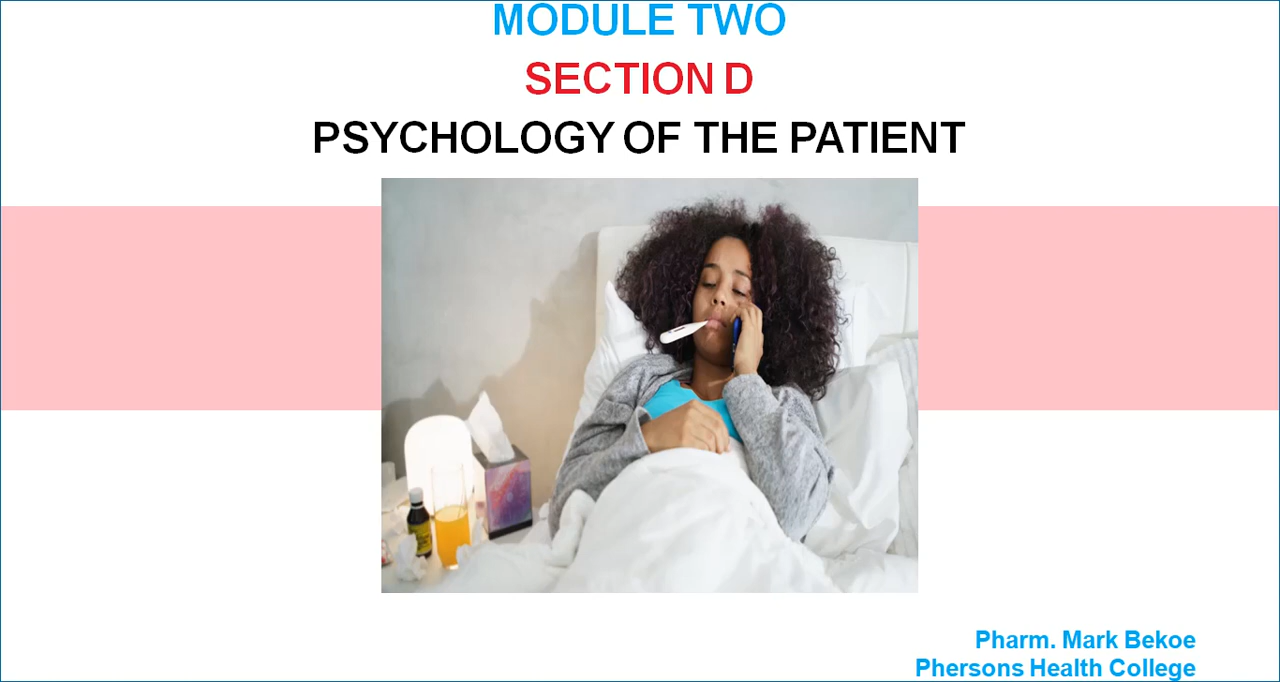 MODULE TWO
SECTION D
PSYCHOLOGY OF THE PATIENT
Pharm. Mark Bekoe
Phersons Health College